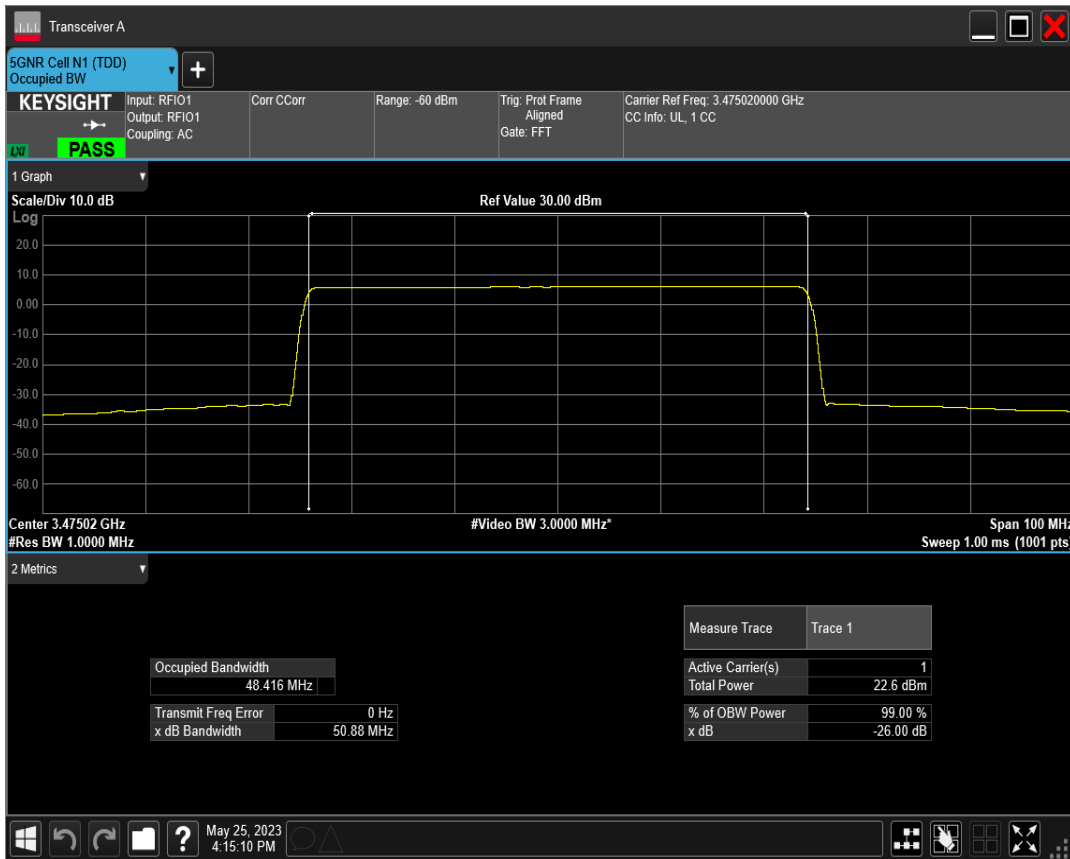 Transceiver A
5GNR Cell N1 (TDD)
Occupied BW
+
KEYSIGHT
LXI
PASS
Input: RFIO1
Output: RFIO1
Coupling: AC
Corr CCorr
Range: -60 dBm
Trig: Prot Frame
Aligned
Gate: FFT
Carrier Ref Freq: 3.475020000 GHz
CC Info: UL, 1 CC
1 Graph
Scale/Div 10.0 dB
Ref Value 30.00 dBm
Log
20.0
10.0
0.00
-10.0
-20.0
-30.0
-40.0
-50.0
-60.0
Center 3.47502 GHz
#Video BW 3.0000 MHz*
Span 100 MHz
#Res BW 1.0000 MHz
Sweep 1.00 ms (1001 pts)
2 Metrics
Measure Trace Trace 1
Occupied Bandwidth
48.416 MHz
Active Carrier(s) 1
Total Power 22.6 dBm
Transmit Freq Error 0 Hz
x dB Bandwidth 50.88 MHz
% of OBW Power 99.00 %
x dB -26.00 dB
?
May 25, 2023
4:15:10 PM